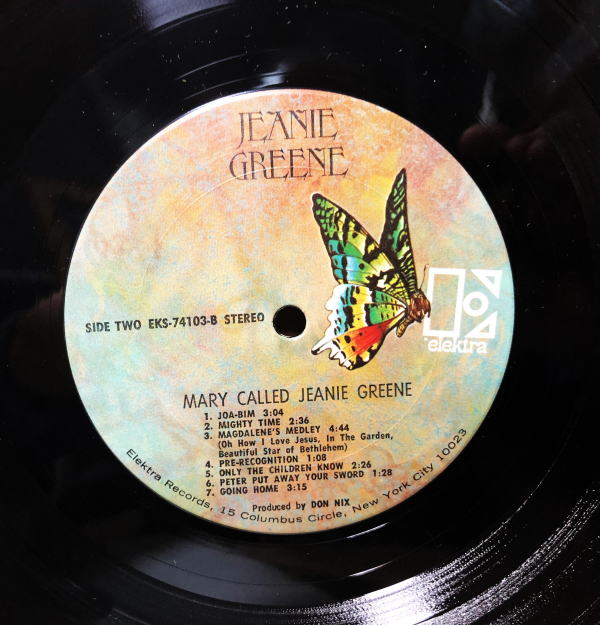 JEANIE
GREENE
elektra
SIDE TWO EKS-74103-B STEREO
MARY CALLED JEANIE GREENE
1. JOA-BIM 3:04
2. MIGHTY TIME 2:36
3. MAGDALENE'S MEDLEY 4:44
(Oh How I Love Jesus, In The Garden,
Beautiful Star of Bethlehem)
4. PRE-RECOGNITION 1:08
5. ONLY THE CHILDREN KNOW 2:26
6. PETER PUT AWAY YOUR SWORD 1:28
7. GOING HOME 3:15
Produced by DON NIX
Elektra Records, 15 Columbus Circle, New York City 10023